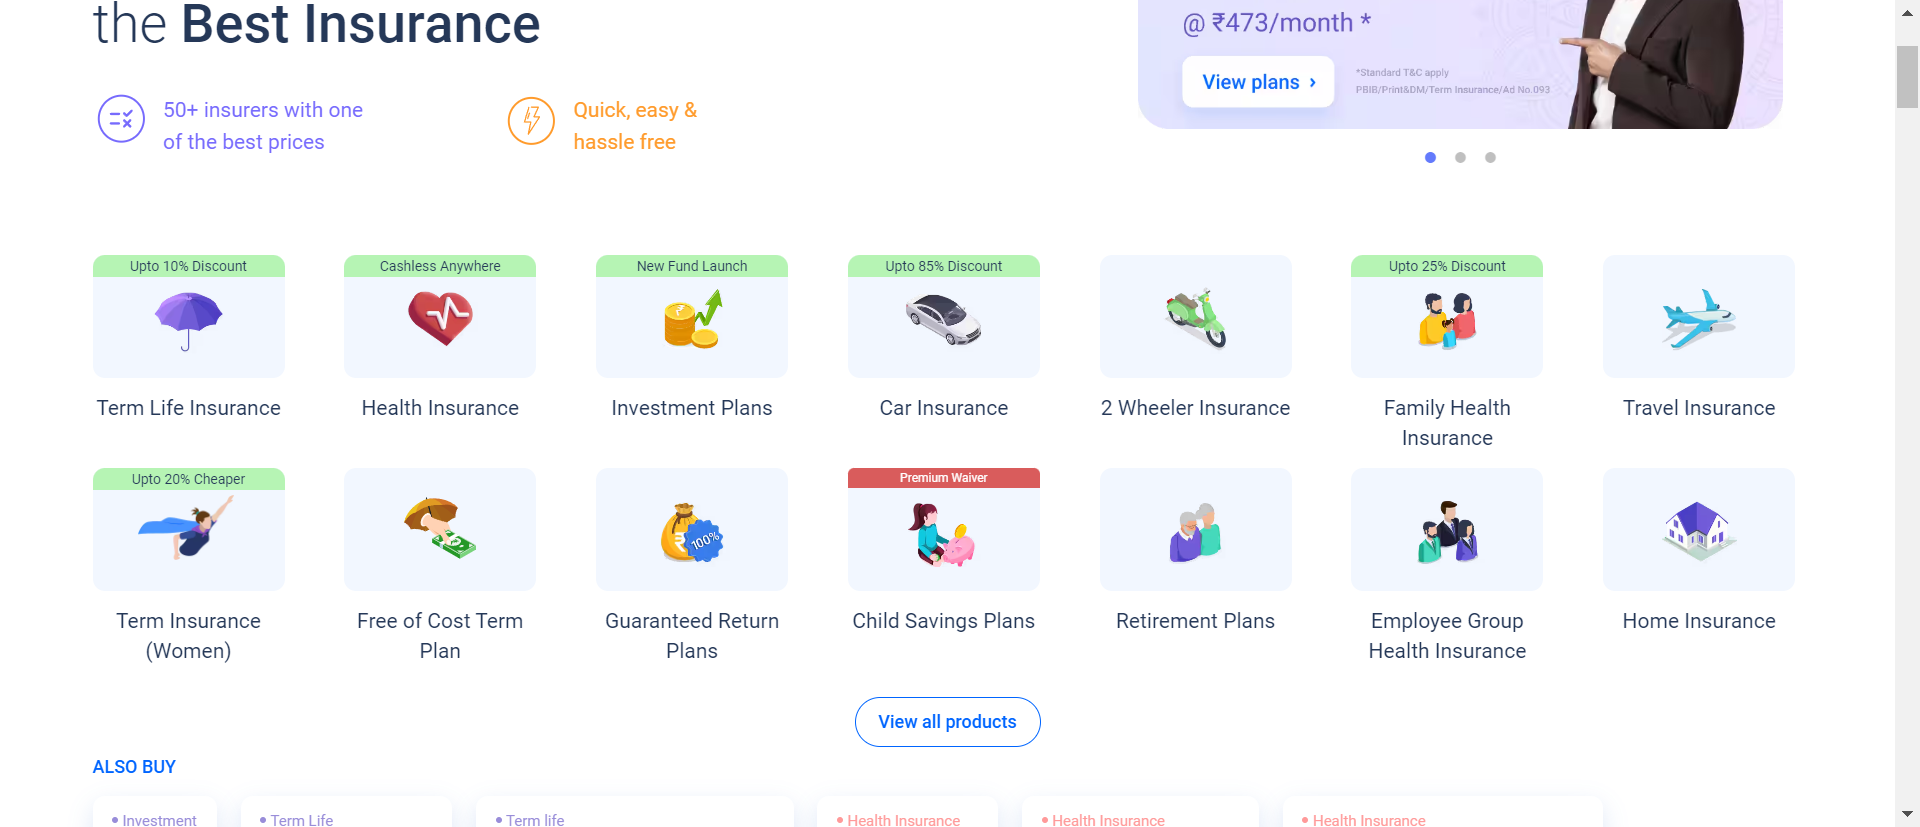 the Best Insurance
@ ₹473/month *
View plans ›
*Standard T&C apply
PBIB/Print&DM/Term Insurance/Ad No.093
50+ insurers with one
of the best prices
Quick, easy &
hassle free
Upto 10% Discount
Cashless Anywhere
New Fund Launch
Upto 85% Discount
Upto 25% Discount
Term Life Insurance
Health Insurance
Investment Plans
Car Insurance
2 Wheeler Insurance
Family Health
Insurance
Travel Insurance
Upto 20% Cheaper
Premium Waiver
₹
100%
Term Insurance
(Women)
Free of Cost Term
Plan
Guaranteed Return
Plans
Child Savings Plans
Retirement Plans
Employee Group
Health Insurance
Home Insurance
View all products
ALSO BUY
• Investment
• Term Life
• Term life
• Health Insurance
• Health Insurance
• Health Insurance